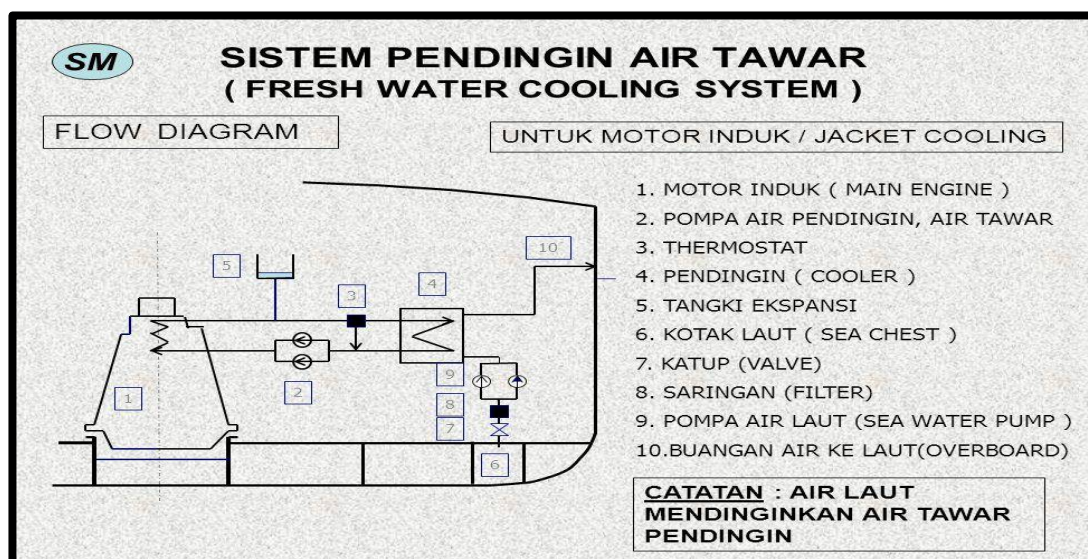 SM
SISTEM PENDINGIN AIR TAWAR
( FRESH WATER COOLING SYSTEM )
FLOW DIAGRAM
UNTUK MOTOR INDUK / JACKET COOLING
1. MOTOR INDUK ( MAIN ENGINE )
2. POMPA AIR PENDINGIN, AIR TAWAR
3. THERMOSTAT
4. PENDINGIN ( COOLER )
5. TANGKI EKSPANSI
6. KOTAK LAUT ( SEA CHEST )
7. KATUP (VALVE)
8. SARINGAN (FILTER)
9. POMPA AIR LAUT (SEA WATER PUMP )
10.BUANGAN AIR KE LAUT(OVERBOARD)
10
5
4
3
9
1
2
8
7
6
CATATAN : AIR LAUT
MENDINGINKAN AIR TAWAR
PENDINGIN